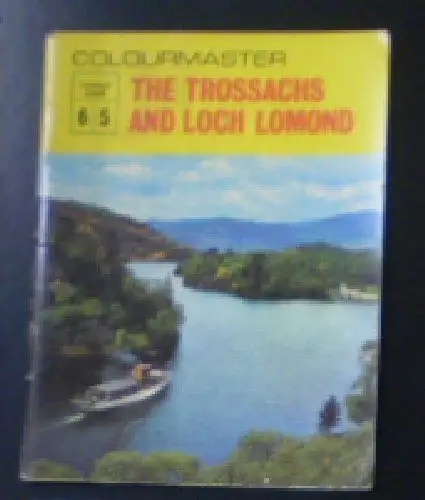 COLOURMASTER
THE TROSSACHS
6 5
AND LOCH LOMOND